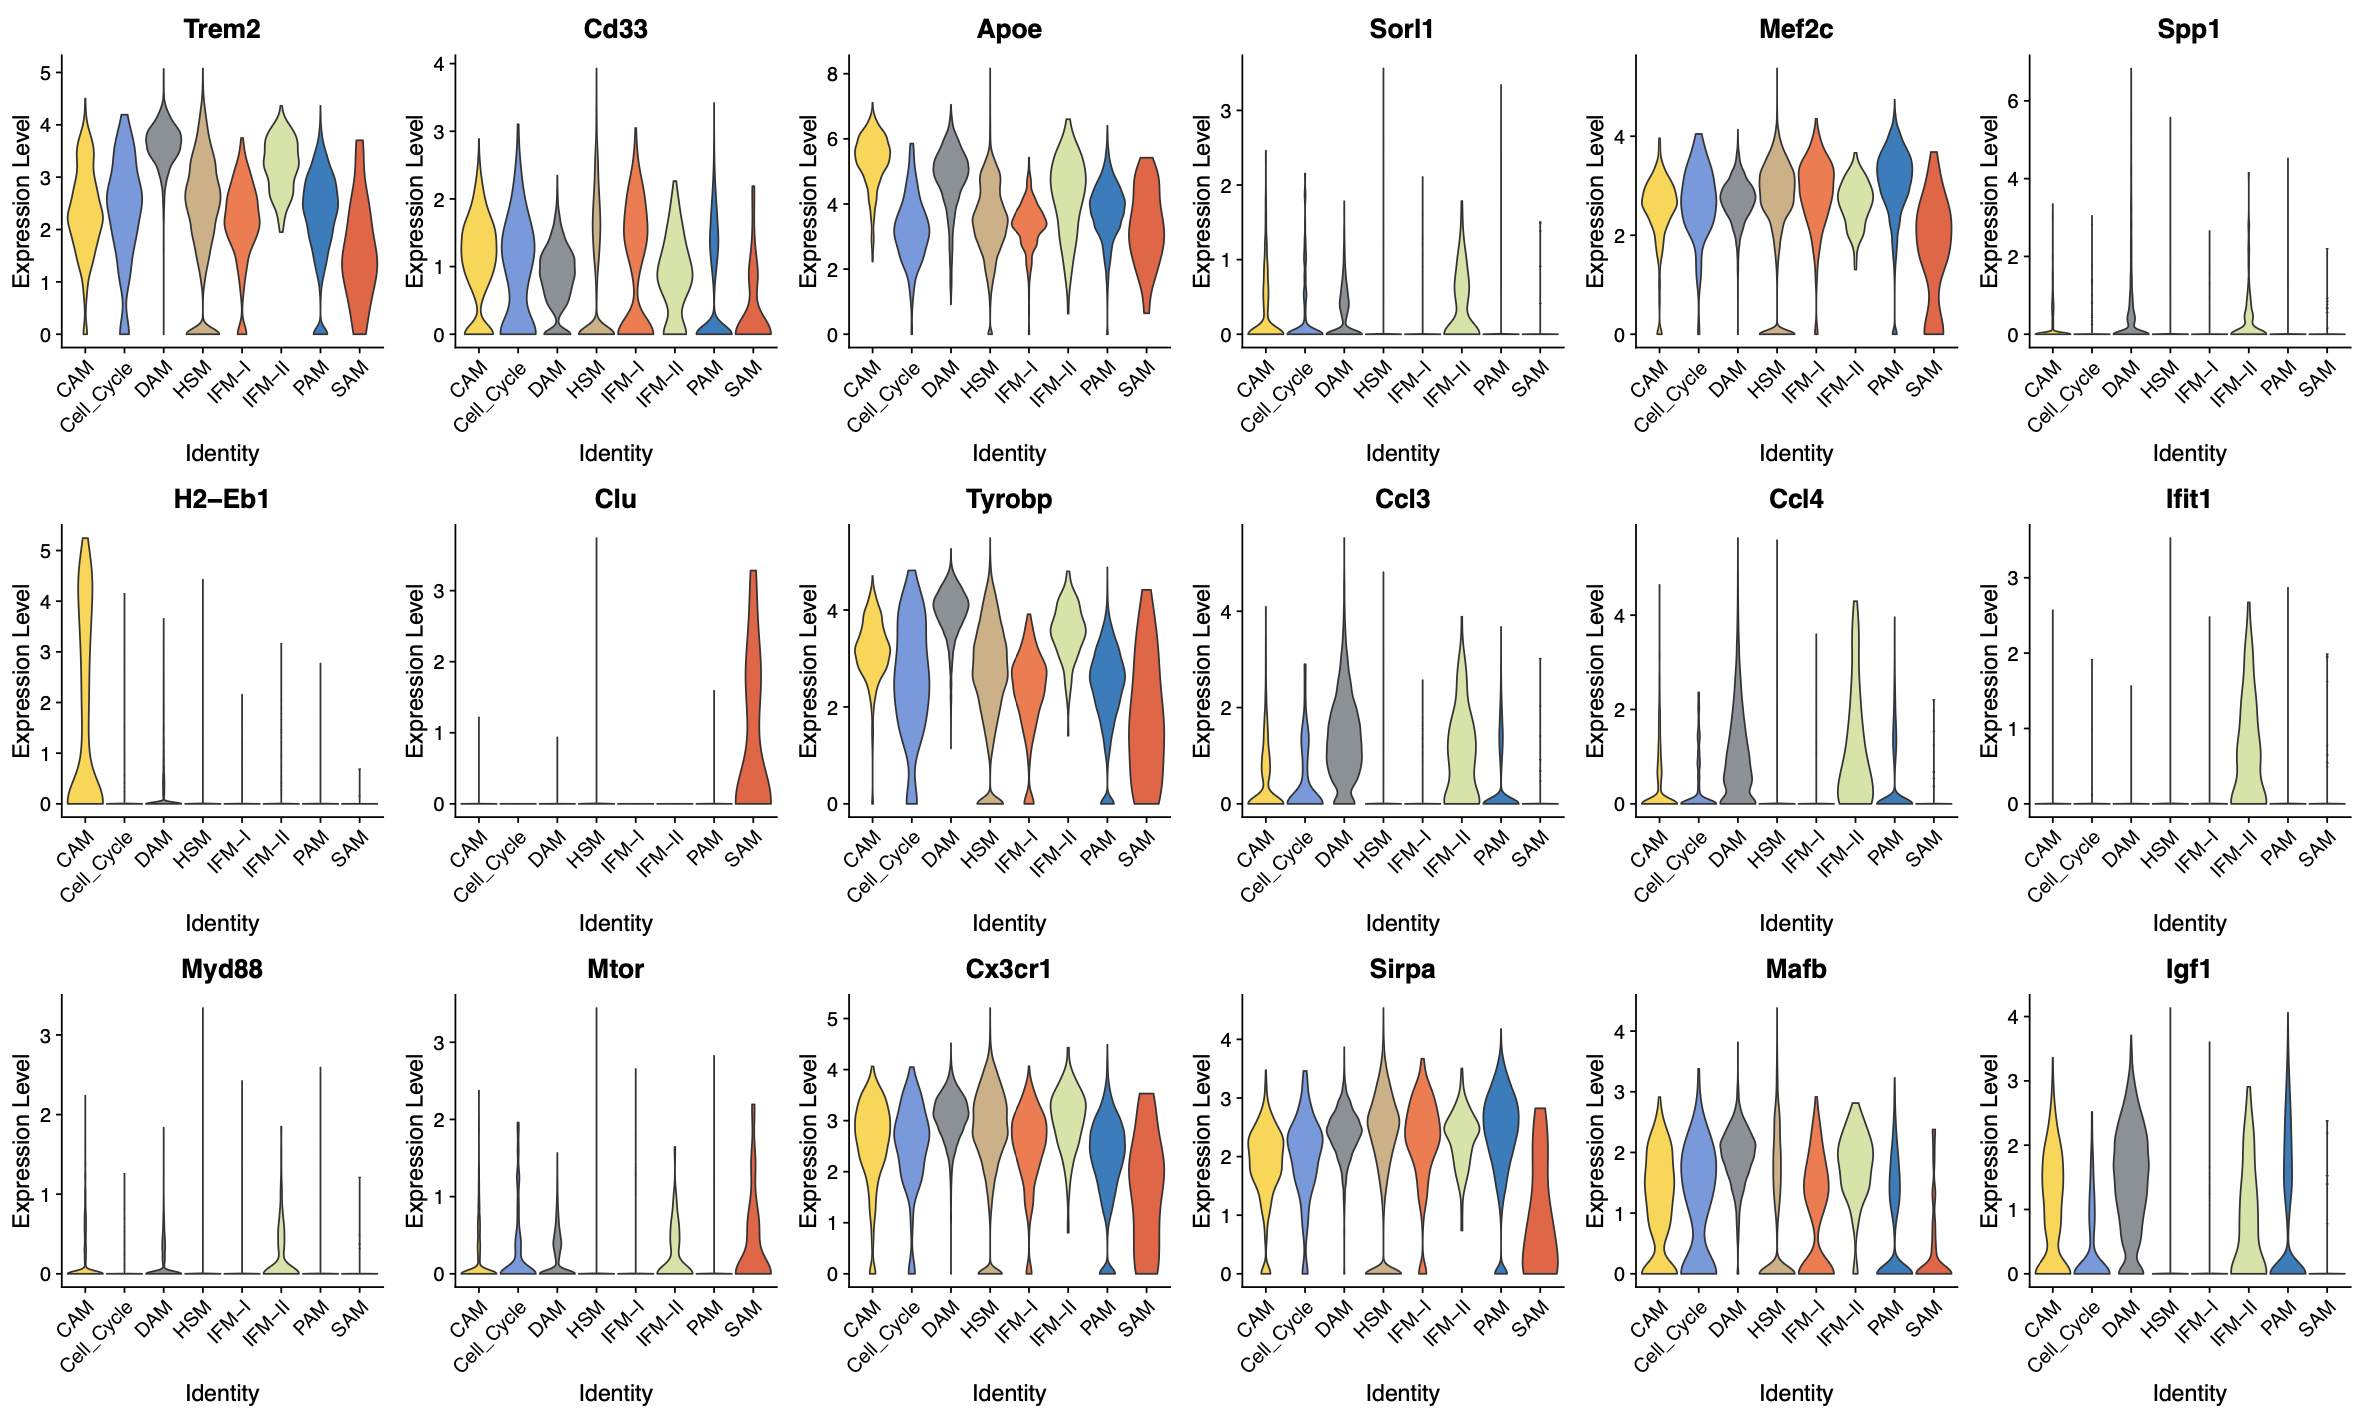 Trem2
Expression Level
5
4
3
2
1
0
CAM Cell_Cycle DAM HSM IFM-I IFM-II PAM SAM
Identity
Cd33
Expression Level
4
3
2
1
0
CAM Cell_Cycle DAM HSM IFM-I IFM-II PAM SAM
Identity
Apoe
Expression Level
8
6
4
2
0
CAM Cell_Cycle DAM HSM IFM-I IFM-II PAM SAM
Identity
Sorl1
Expression Level
3
2
1
0
CAM Cell_Cycle DAM HSM IFM-I IFM-II PAM SAM
Identity
Mef2c
Expression Level
4
2
0
CAM Cell_Cycle DAM HSM IFM-I IFM-II PAM SAM
Identity
Spp1
Expression Level
6
4
2
0
CAM Cell_Cycle DAM HSM IFM-I IFM-II PAM SAM
Identity
H2-Eb1
Expression Level
5
4
3
2
1
0
CAM Cell_Cycle DAM HSM IFM-I IFM-II PAM SAM
Identity
Clu
Expression Level
3
2
1
0
CAM Cell_Cycle DAM HSM IFM-I IFM-II PAM SAM
Identity
Tyrobp
Expression Level
4
2
0
CAM Cell_Cycle DAM HSM IFM-I IFM-II PAM SAM
Identity
Ccl3
Expression Level
4
2
0
CAM Cell_Cycle DAM HSM IFM-I IFM-II PAM SAM
Identity
Ccl4
Expression Level
4
2
0
CAM Cell_Cycle DAM HSM IFM-I IFM-II PAM SAM
Identity
Ifit1
Expression Level
3
2
1
0
CAM Cell_Cycle DAM HSM IFM-I IFM-II PAM SAM
Identity
Myd88
Expression Level
3
2
1
0
CAM Cell_Cycle DAM HSM IFM-I IFM-II PAM SAM
Identity
Mtor
Expression Level
3
2
1
0
CAM Cell_Cycle DAM HSM IFM-I IFM-II PAM SAM
Identity
Cx3cr1
Expression Level
5
4
3
2
1
0
CAM Cell_Cycle DAM HSM IFM-I IFM-II PAM SAM
Identity
Sirpa
Expression Level
4
3
2
1
0
CAM Cell_Cycle DAM HSM IFM-I IFM-II PAM SAM
Identity
Mafb
Expression Level
4
3
2
1
0
CAM Cell_Cycle DAM HSM IFM-I IFM-II PAM SAM
Identity
Igf1
Expression Level
4
3
2
1
0
CAM Cell_Cycle DAM HSM IFM-I IFM-II PAM SAM
Identity